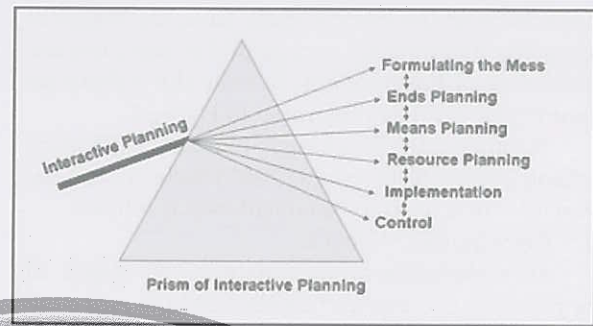 Interactive Planning
Formulating the Mess
Ends Planning
Means Planning
Resource Planning
Implementation
Control
Prism of Interactive Planning